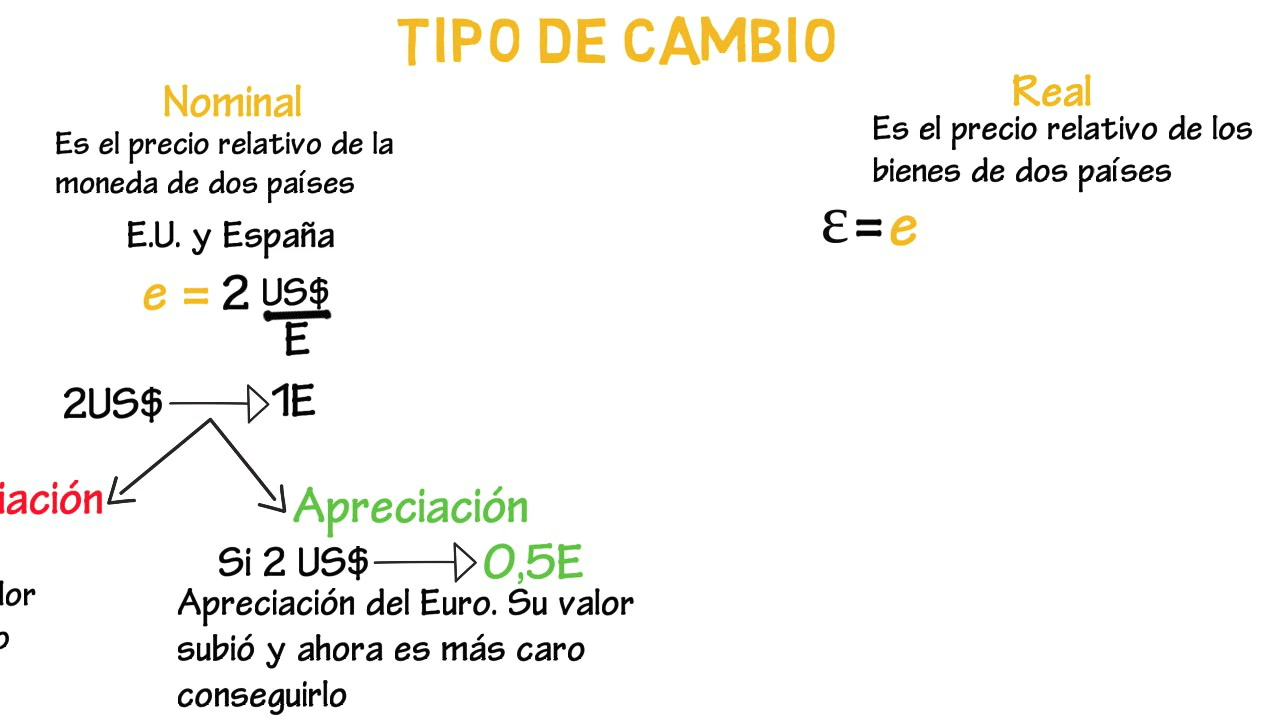 TIPO DE CAMBIO
Nominal
Es el precio relativo de la
moneda de dos países
E.U. y España
e = 2 US$
E
2US$ 1E
iación
lor
o
Apreciación
Si 2 US$ 0,5E
Apreciación del Euro. Su valor
subió y ahora es más caro
conseguirlo
Real
Es el precio relativo de los
bienes de dos países
Ɛ = e